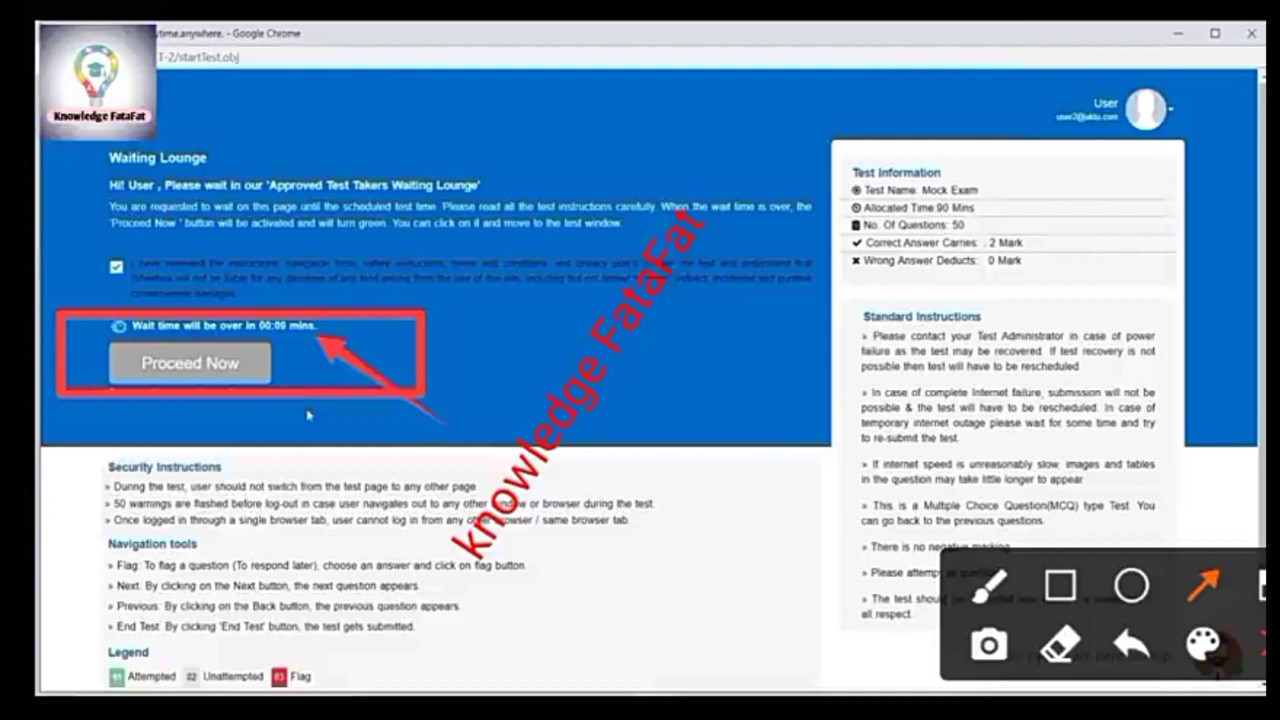 ytime.anywhere. - Google Chrome
T-2/startTest.obj
Knowledge FataFat
User
Waiting Lounge
Hi! User , Please wait in our 'Approved Test Takers Waiting Lounge'
You are requested to wait on this page until the scheduled test time. Please read all the test instructions carefully. When the wait time is over, the
'Proceed Now ' button will be activated and will turn green. You can click on it and move to the test window.
Wait time will be over in 00:09 mins.
Proceed Now
knowledge FataFat
Security Instructions
» During the test, user should not switch from the test page to any other page
» 50 warnings are flashed before log-out in case user navigates out to any other window or browser during the test.
» Once logged in through a single browser tab, user cannot log in from any other browser / same browser tab.
Navigation tools
» Flag: To flag a question (To respond later), choose an answer and click on flag button.
» Next: By clicking on the Next button, the next question appears.
» Previous: By clicking on the Back button, the previous question appears.
» End Test: By clicking 'End Test' button, the test gets submitted.
Legend
Attempted 02 Unattempted 03 Flag
Test Information
Test Name: Mock Exam
Allocated Time:90 Mins
No. Of Questions: 50
Correct Answer Carries: . 2 Mark
Wrong Answer Deducts: 0 Mark
Standard Instructions
» Please contact your Test Administrator in case of power
failure as the test may be recovered. If test recovery is not
possible then test will have to be rescheduled.
» In case of complete Internet failure, submission will not be
possible & the test will have to be rescheduled. In case of
temporary internet outage please wait for some time and try
to re-submit the test.
» If internet speed is unreasonably slow, images and tables
in the question may take little longer to appear
» This is a Multiple Choice Question(MCQ) type Test. You
can go back to the previous questions.
» There is no negative marking.
» Please attempt
» The test should
all respect.